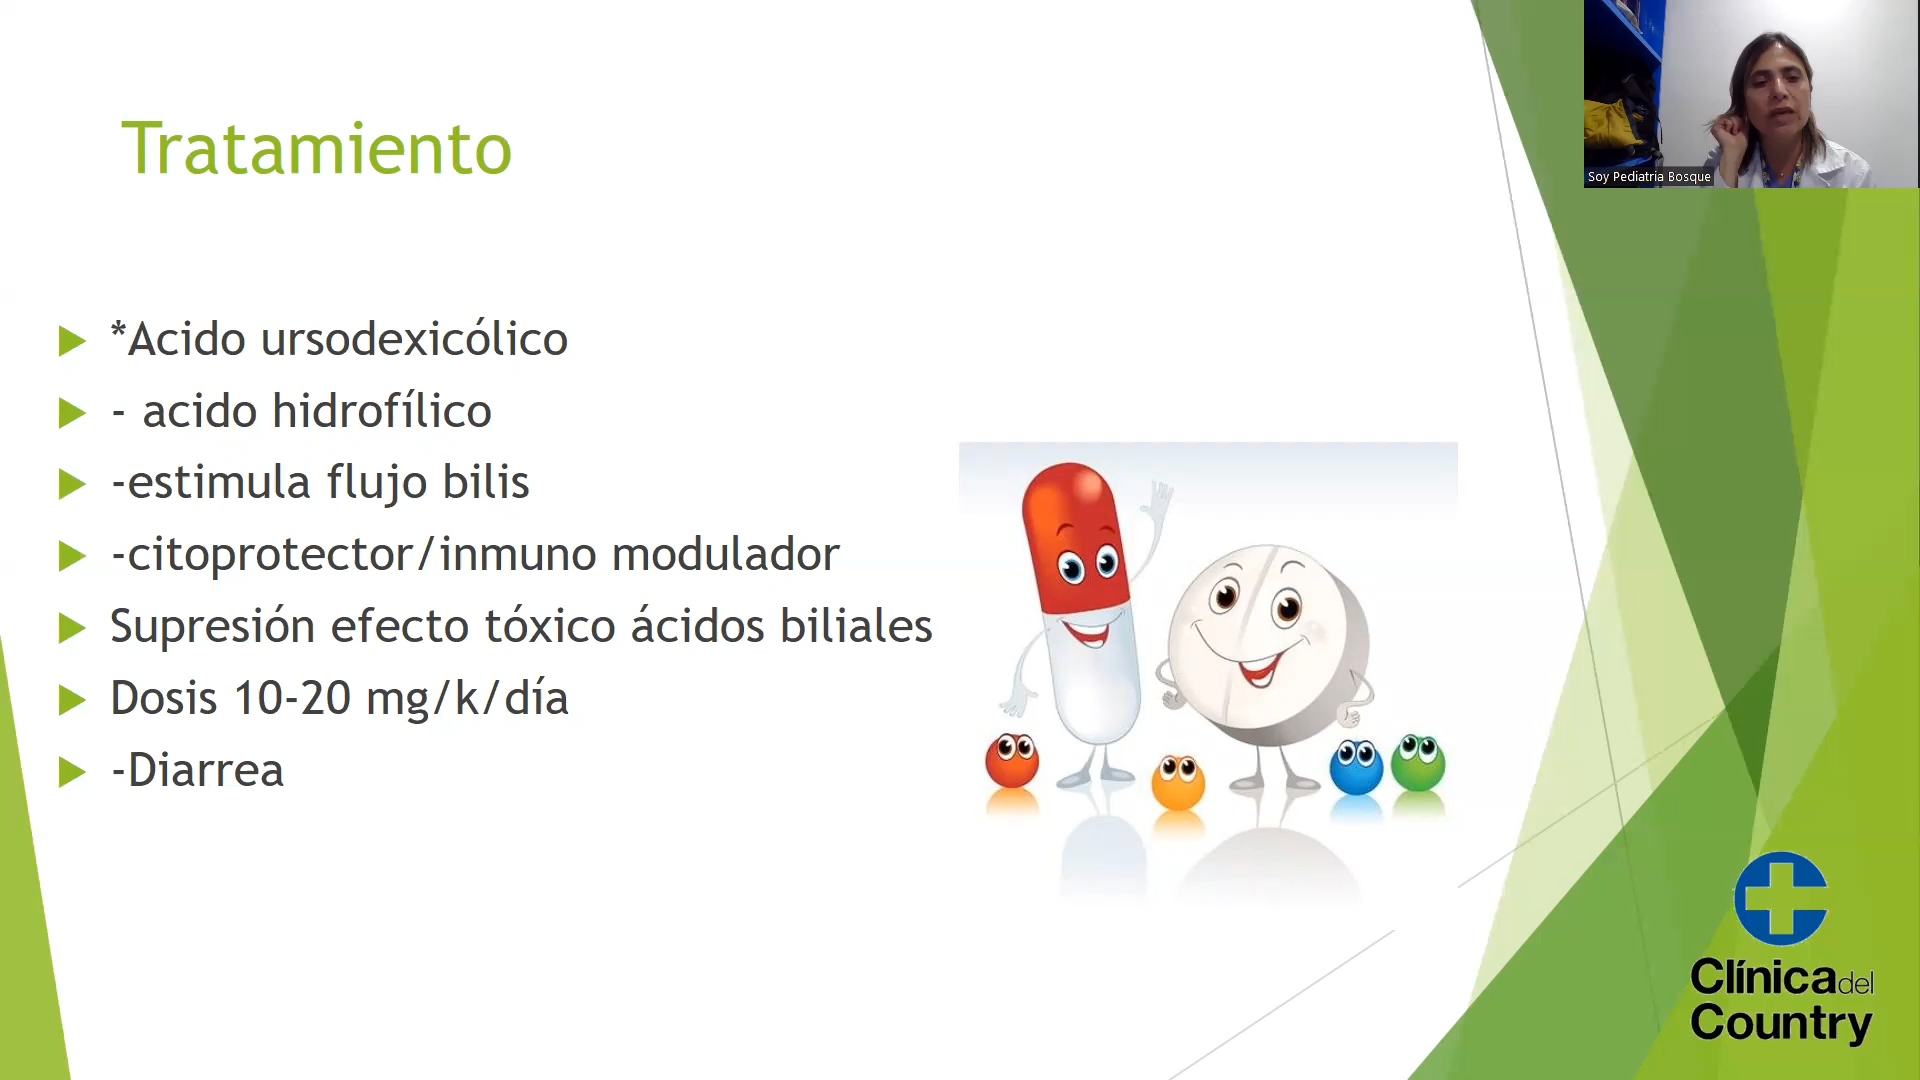 Tratamiento
*Acido ursodexicólico
- acido hidrofílico
-estimula flujo bilis
-citoprotector/inmuno modulador
Supresión efecto tóxico ácidos biliales
Dosis 10-20 mg/k/día
-Diarrea
Soy Pediatria Bosque
Clínica del
Country